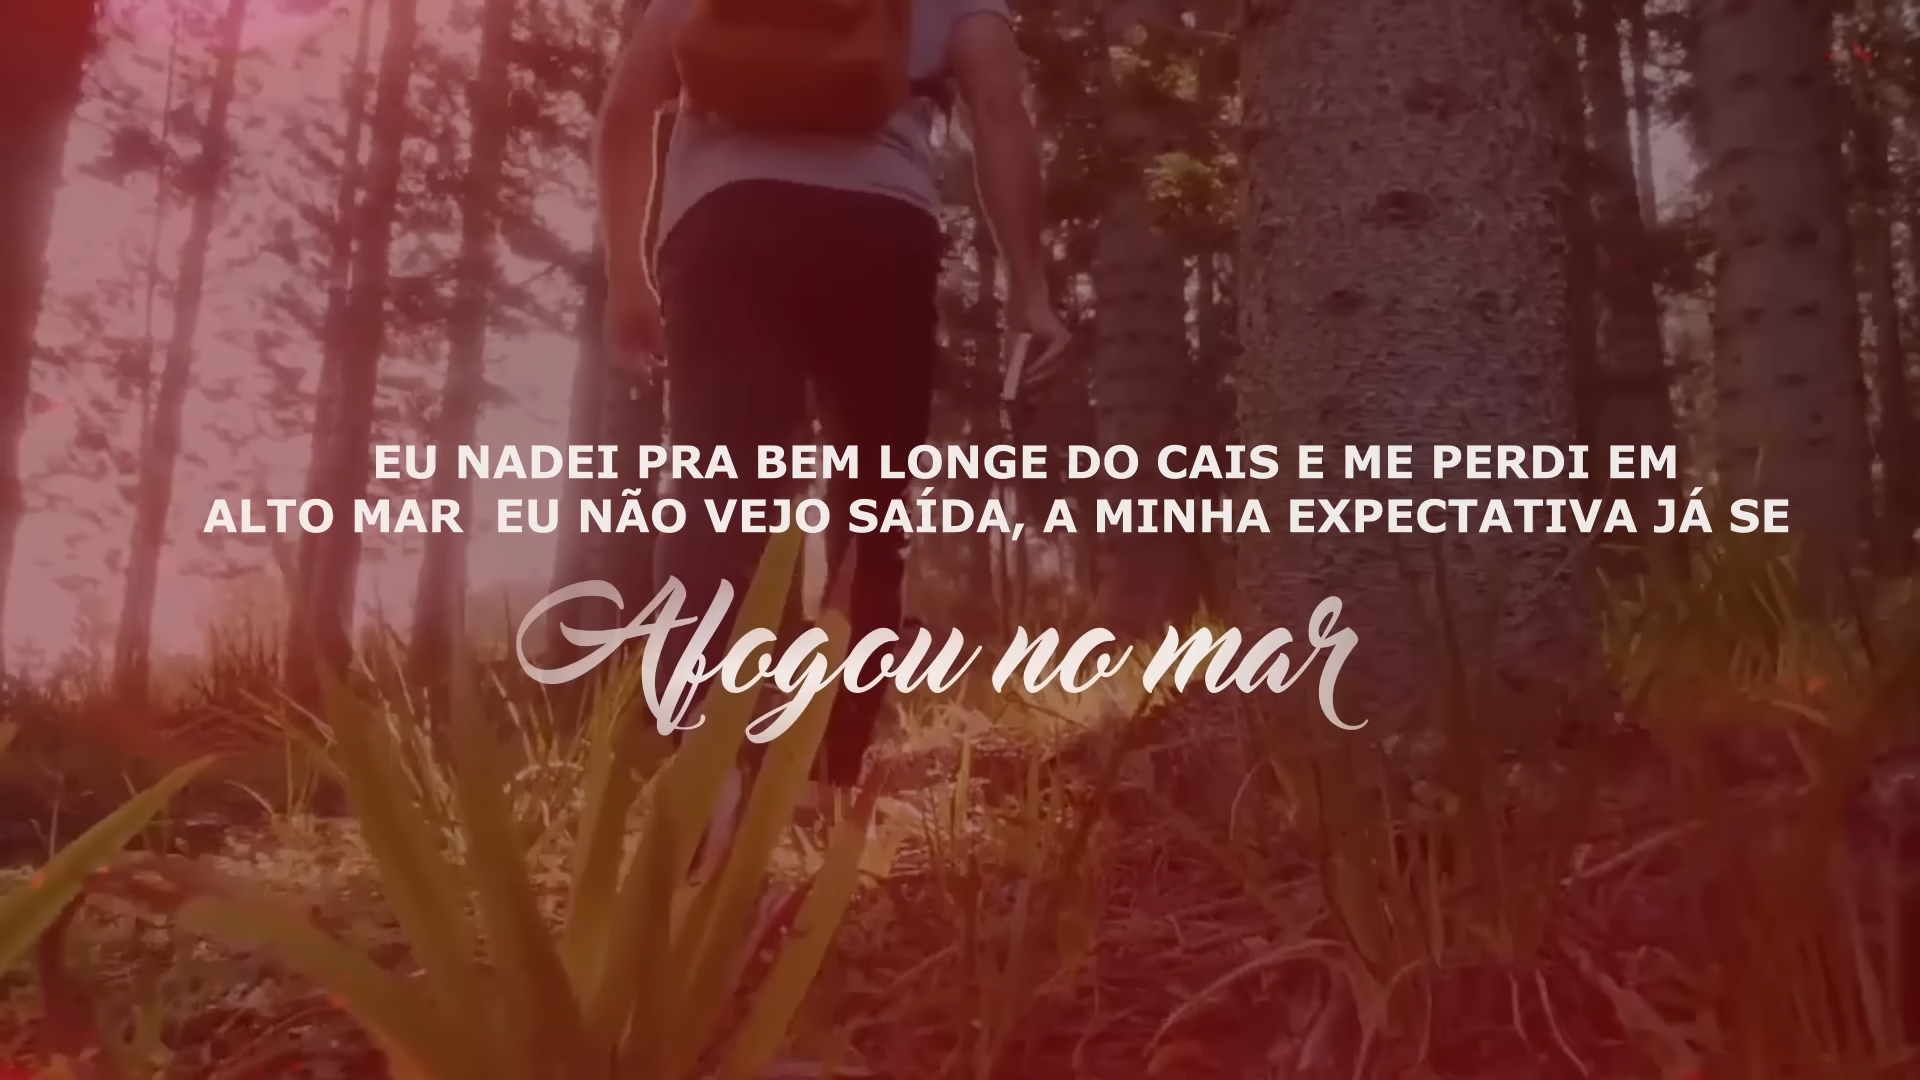 EU NADEI PRA BEM LONGE DO CAIS E ME PERDI EM
ALTO MAR  EU NÃO VEJO SAÍDA, A MINHA EXPECTATIVA JÁ SE
Afogou no mar